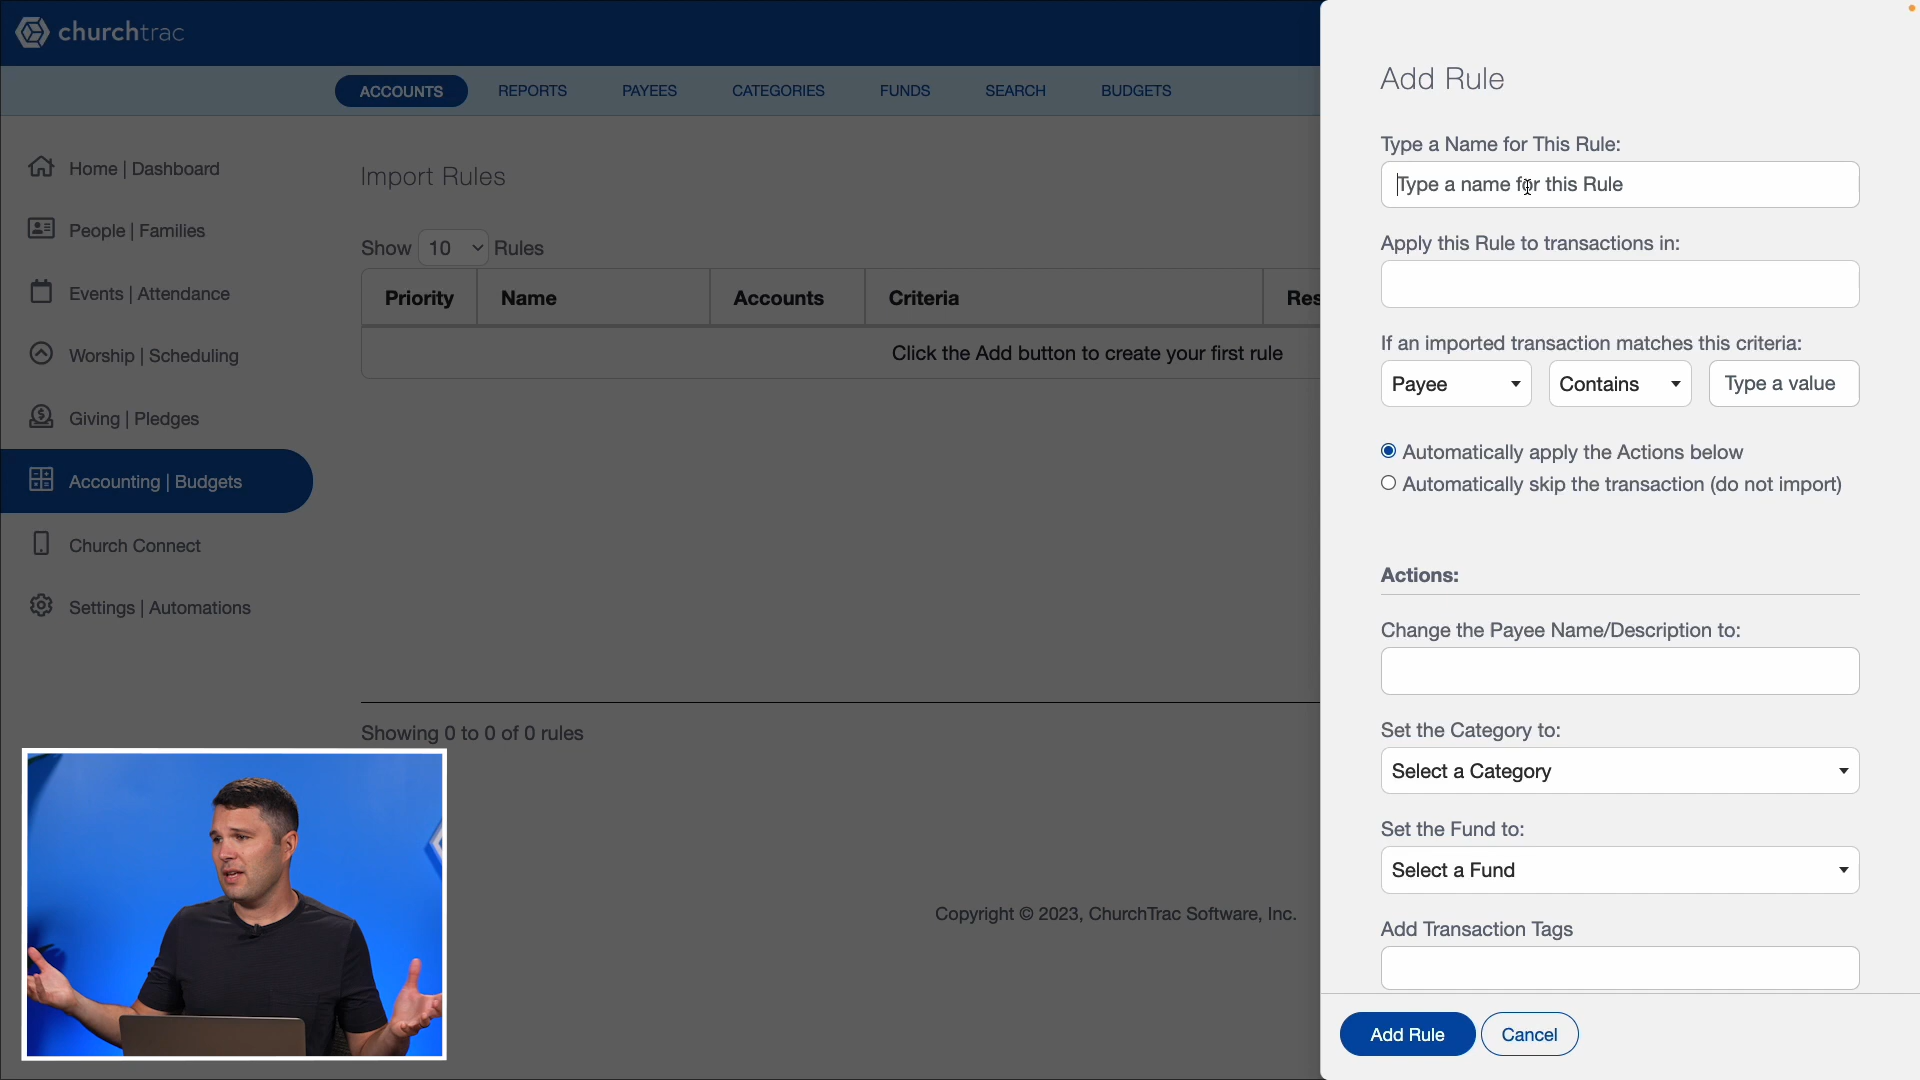 churchtrac
ACCOUNTS REPORTS PAYEES CATEGORIES FUNDS SEARCH BUDGETS
Home | Dashboard
People | Families
Events | Attendance
Worship | Scheduling
Giving | Pledges
Accounting | Budgets
Church Connect
Settings | Automations
Import Rules
Show 10 Rules
Priority Name Accounts Criteria Res
Click the Add button to create your first rule
Showing 0 to 0 of 0 rules
Copyright © 2023, ChurchTrac Software, Inc.
Add Rule
Type a Name for This Rule:
Type a name for this Rule
Apply this Rule to transactions in:
If an imported transaction matches this criteria:
Payee Contains Type a value
Automatically apply the Actions below
Automatically skip the transaction (do not import)
Actions:
Change the Payee Name/Description to:
Set the Category to:
Select a Category
Set the Fund to:
Select a Fund
Add Transaction Tags
Add Rule Cancel